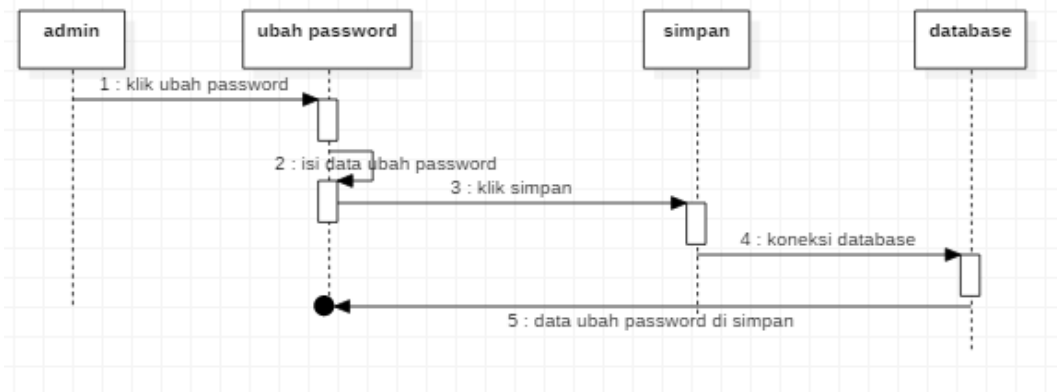 admin
ubah password
simpan
database
1 : klik ubah password
2 : isi data ubah password
3 : klik simpan
4 : koneksi database
5 : data ubah password di simpan